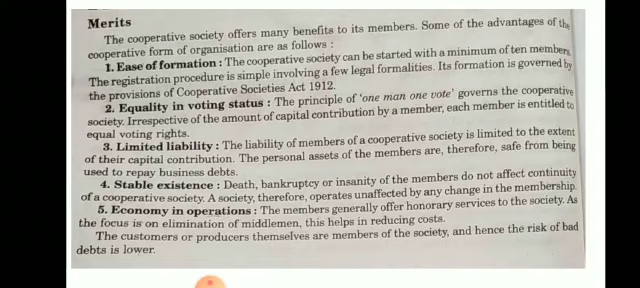 Merits
The cooperative society offers many benefits to its members. Some of the advantages of the
cooperative form of organisation are as follows :
1. Ease of formation : The cooperative society can be started with a minimum of ten members.
The registration procedure is simple involving a few legal formalities. Its formation is governed by
the provisions of Cooperative Societies Act 1912.
2. Equality in voting status : The principle of 'one man one vote' governs the cooperative
society. Irrespective of the amount of capital contribution by a member, each member is entitled to
equal voting rights.
3. Limited liability : The liability of members of a cooperative society is limited to the extent
of their capital contribution. The personal assets of the members are, therefore, safe from being
used to repay business debts.
4. Stable existence : Death, bankruptcy or insanity of the members do not affect continuity
of a cooperative society. A society, therefore, operates unaffected by any change in the membership.
5. Economy in operations : The members generally offer honorary services to the society. As
the focus is on elimination of middlemen, this helps in reducing costs.
The customers or producers themselves are members of the society, and hence the risk of bad
debts is lower.